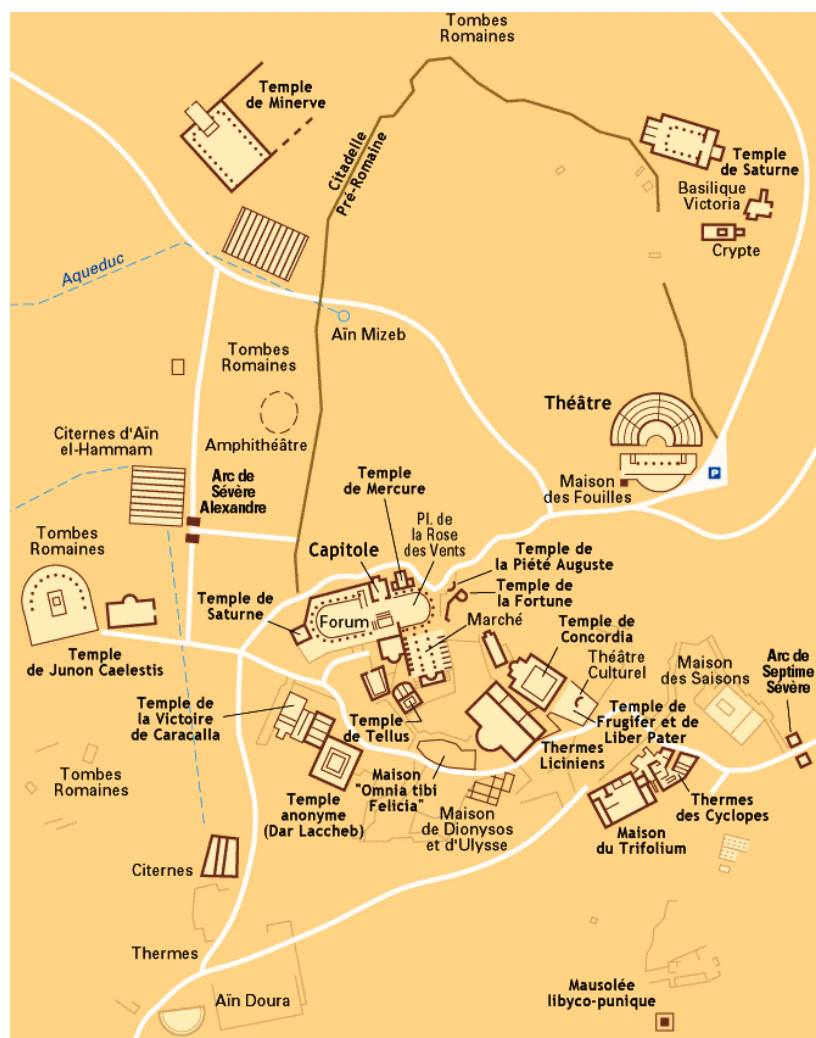 Tombes
Romaines
Temple
de Minerve
Citadelle
Pré-Romaine
Temple
de Saturne
Basilique
Victoria
Crypte
Aqueduc
Aïn Mizeb
Tombes
Romaines
Amphithéâtre
Théâtre
Citernes d'Aïn
el-Hammam
Arc de
Sévère
Alexandre
Temple
de Mercure
Maison
des Fouilles
P
Pl. de
la Rose
des Vents
Tombes
Romaines
Capitole
Temple de
la Piété Auguste
Temple de
la Fortune
Temple de
Saturne
Forum
Marché
Temple de
Concordia
Temple
de Junon Caelestis
Théâtre
Culturel
Maison
des Saisons
Arc de
Septime
Sévère
Temple de
la Victoire
de Caracalla
Temple
de Tellus
Temple de
Frugifer et de
Liber Pater
Thermes
Liciniens
Tombes
Romaines
Temple
anonyme
(Dar Laccheb)
Maison
"Omnia tibi
Felicia"
Maison
de Dionysos
et d'Ulysse
Thermes
des Cyclopes
Maison
du Trifolium
Citernes
Thermes
Aïn Doura
Mausolée
libyco-punique